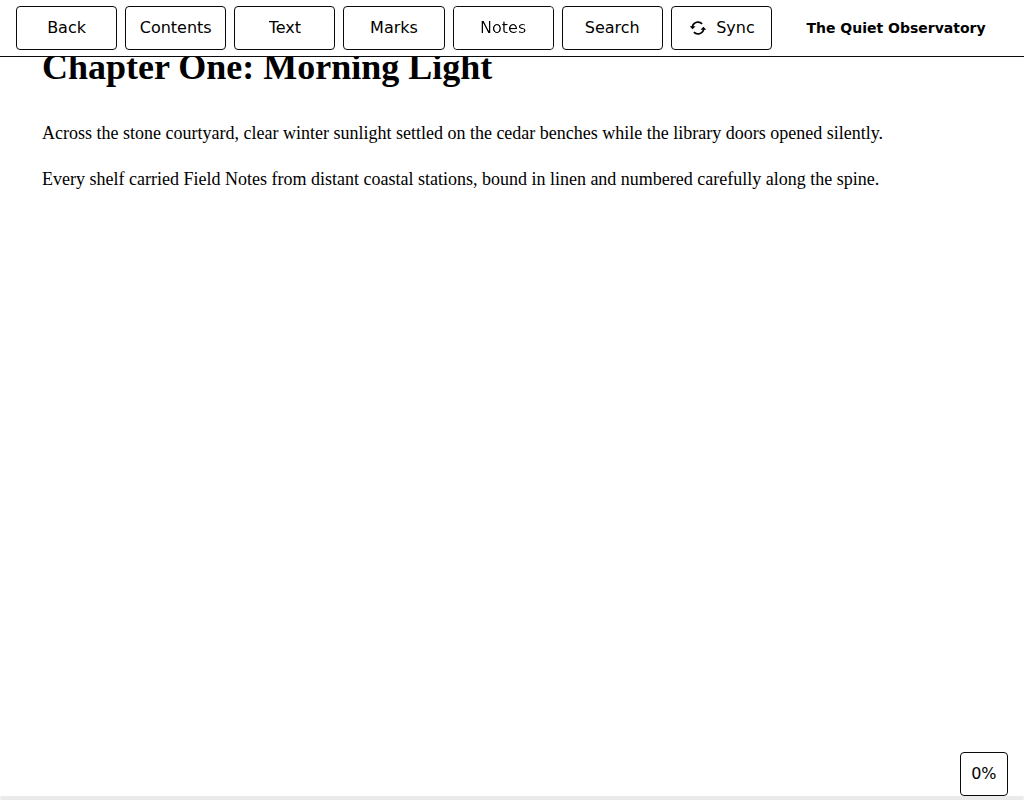 Back Contents Text Marks Notes Search Sync The Quiet Observatory
Chapter One: Morning Light
Across the stone courtyard, clear winter sunlight settled on the cedar benches while the library doors opened silently.
Every shelf carried Field Notes from distant coastal stations, bound in linen and numbered carefully along the spine.
0%